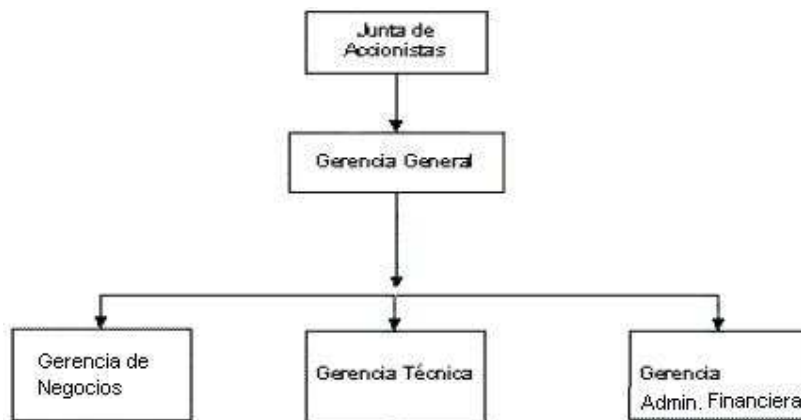 Junta de
Accionistas
Gerencia General
Gerencia de
Negocios
Gerencia Técnica
Gerencia
Admin. Financiera